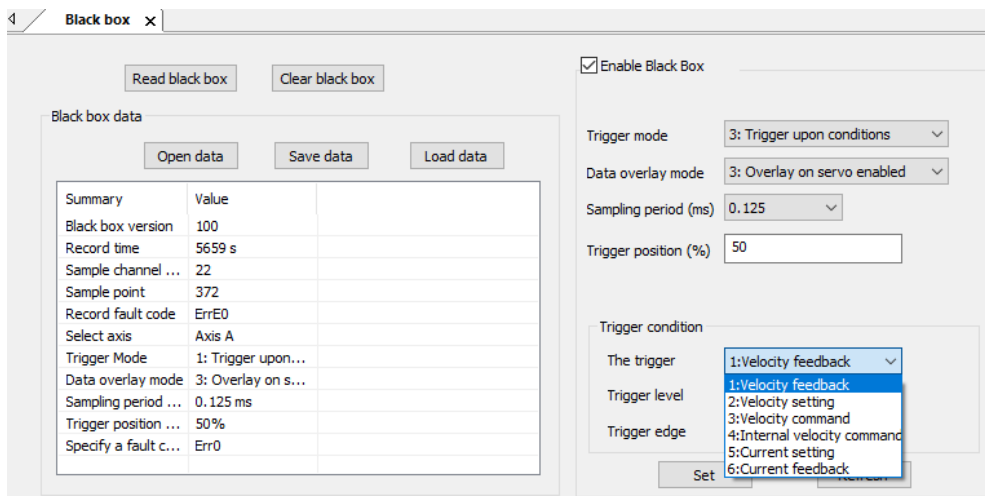 Black box x
Read black box Clear black box
Black box data
Open data Save data Load data
Summary Value
Black box version 100
Record time 5659 s
Sample channel ... 22
Sample point 372
Record fault code ErrE0
Select axis Axis A
Trigger Mode 1: Trigger upon...
Data overlay mode 3: Overlay on s...
Sampling period ... 0.125 ms
Trigger position ... 50%
Specify a fault c... Err0
Enable Black Box
Trigger mode 3: Trigger upon conditions
Data overlay mode 3: Overlay on servo enabled
Sampling period (ms) 0.125
Trigger position (%) 50
Trigger condition
The trigger 1:Velocity feedback
1:Velocity feedback
2:Velocity setting
Trigger level
3:Velocity command
4:Internal velocity command
Trigger edge
5:Current setting
6:Current feedback
Set Refresh